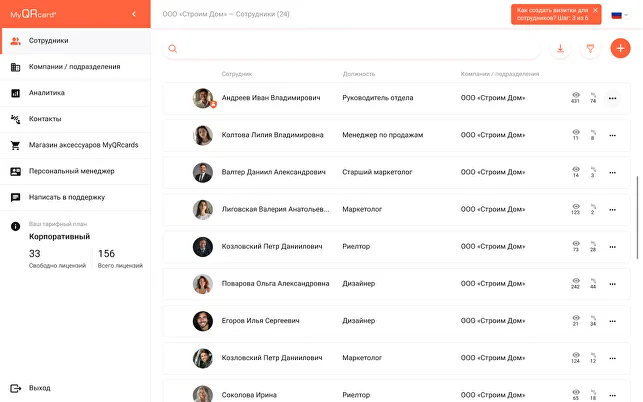 MyQRcard®
ООО «Строим Дом» — Сотрудники (24)
Как создать визитки для
сотрудников? Шаг: 3 из 6
Сотрудники
Компании / подразделения
Аналитика
Контакты
Магазин аксессуаров MyQRcards
Персональный менеджер
Написать в поддержку
Ваш тарифный план
Корпоративный
33 156
Свободно лицензий Всего лицензий
Выход
Сотрудник Должность Компании / подразделения
Андреев Иван Владимирович Руководитель отдела ООО «Строим Дом» 431 74
Колтова Лилия Владимировна Менеджер по продажам ООО «Строим Дом» 11 8
Валтер Даниил Александрович Старший маркетолог ООО «Строим Дом» 14 3
Лиговская Валерия Анатольев... Маркетолог ООО «Строим Дом» 123 2
Козловский Петр Даниилович Риелтор ООО «Строим Дом» 73 28
Поварова Ольга Александровна Дизайнер ООО «Строим Дом» 242 44
Егоров Илья Сергеевич Дизайнер ООО «Строим Дом» 21 34
Козловский Петр Даниилович Маркетолог ООО «Строим Дом» 124 12
Соколова Ирина Риелтор ООО «Строим Дом» 65 18